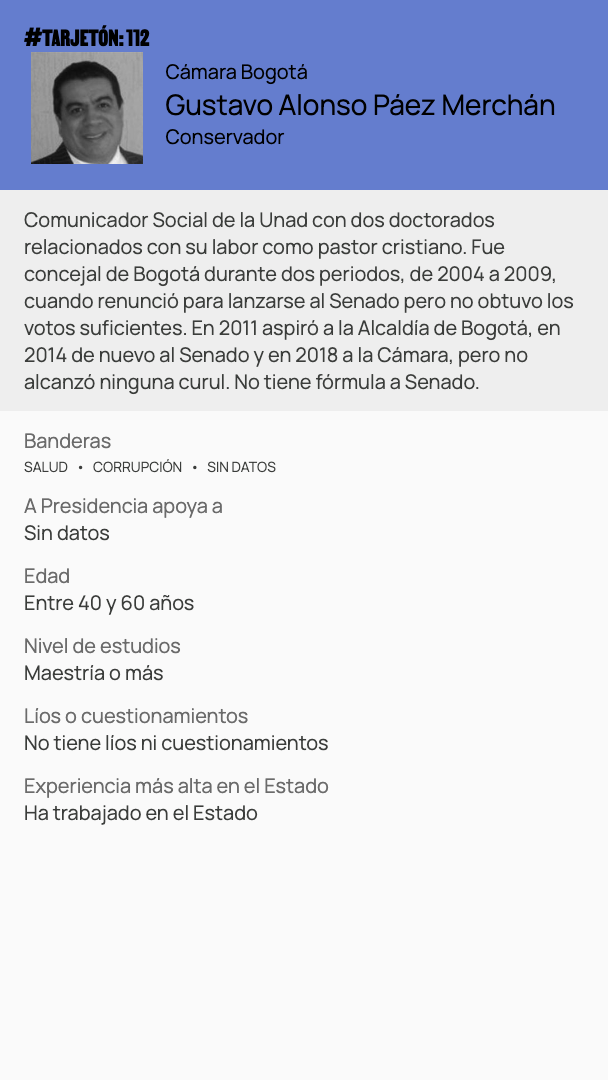 #TARJETÓN: 112
Cámara Bogotá
Gustavo Alonso Páez Merchán
Conservador
Comunicador Social de la Unad con dos doctorados
relacionados con su labor como pastor cristiano. Fue
concejal de Bogotá durante dos periodos, de 2004 a 2009,
cuando renunció para lanzarse al Senado pero no obtuvo los
votos suficientes. En 2011 aspiró a la Alcaldía de Bogotá, en
2014 de nuevo al Senado y en 2018 a la Cámara, pero no
alcanzó ninguna curul. No tiene fórmula a Senado.
Banderas
SALUD • CORRUPCIÓN • SIN DATOS
A Presidencia apoya a
Sin datos
Edad
Entre 40 y 60 años
Nivel de estudios
Maestría o más
Líos o cuestionamientos
No tiene líos ni cuestionamientos
Experiencia más alta en el Estado
Ha trabajado en el Estado